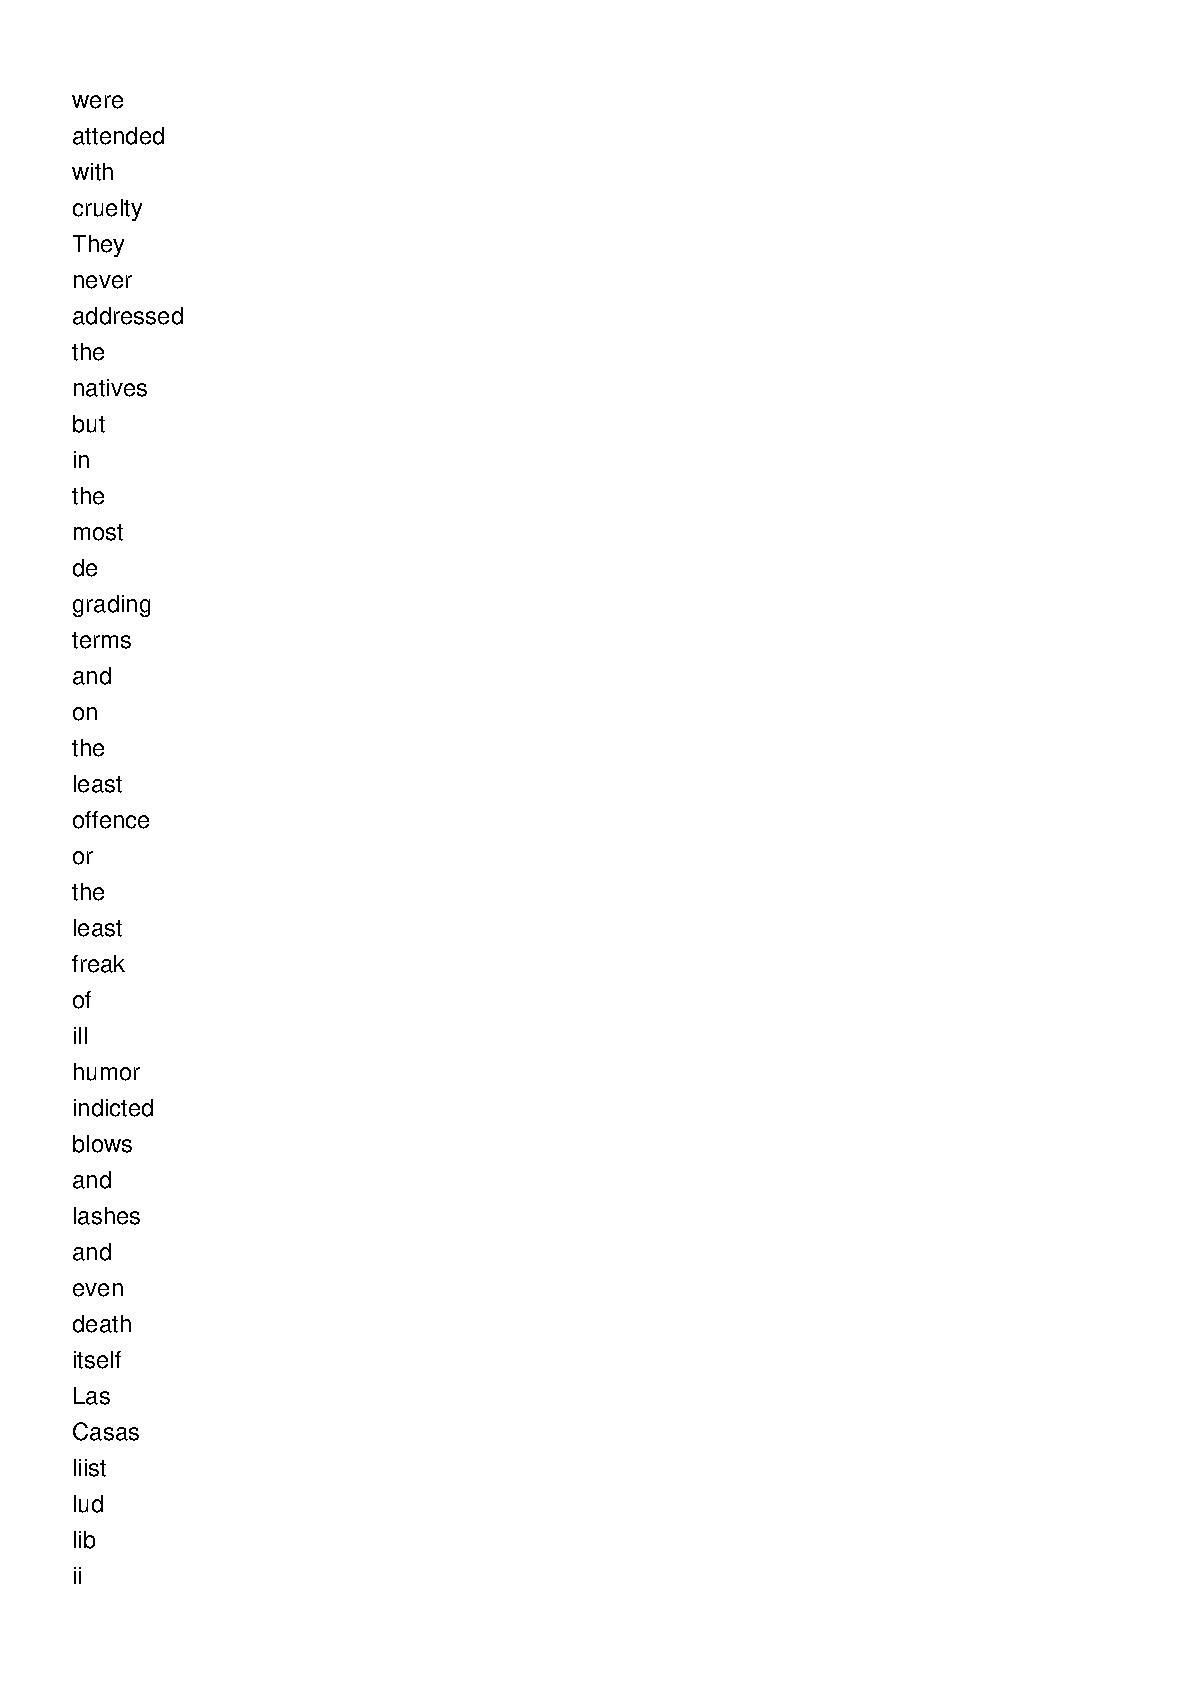 were
attended
with
cruelty
They
never
addressed
the
natives
but
in
the
most
de
grading
terms
and
on
the
least
offence
or
the
least
freak
of
ill
humor
indicted
blows
and
lashes
and
even
death
itself
Las
Casas
liist
lud
lib
ii